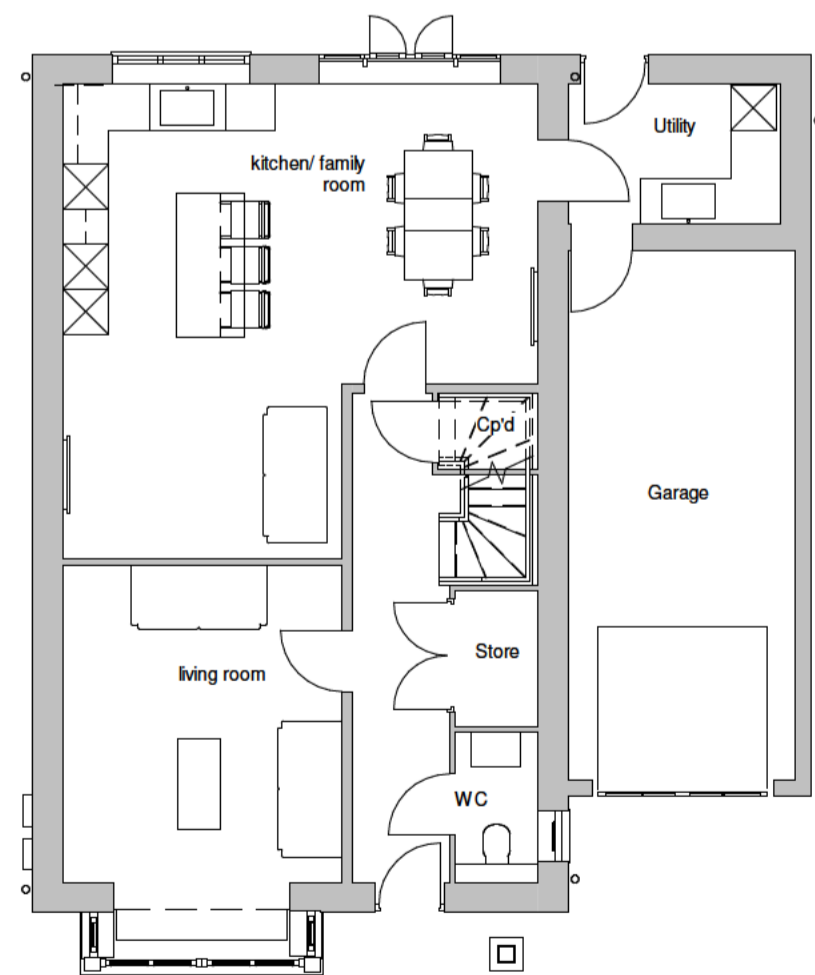 Utility
kitchen/ family
room
Cp'd
Garage
Store
living room
WC